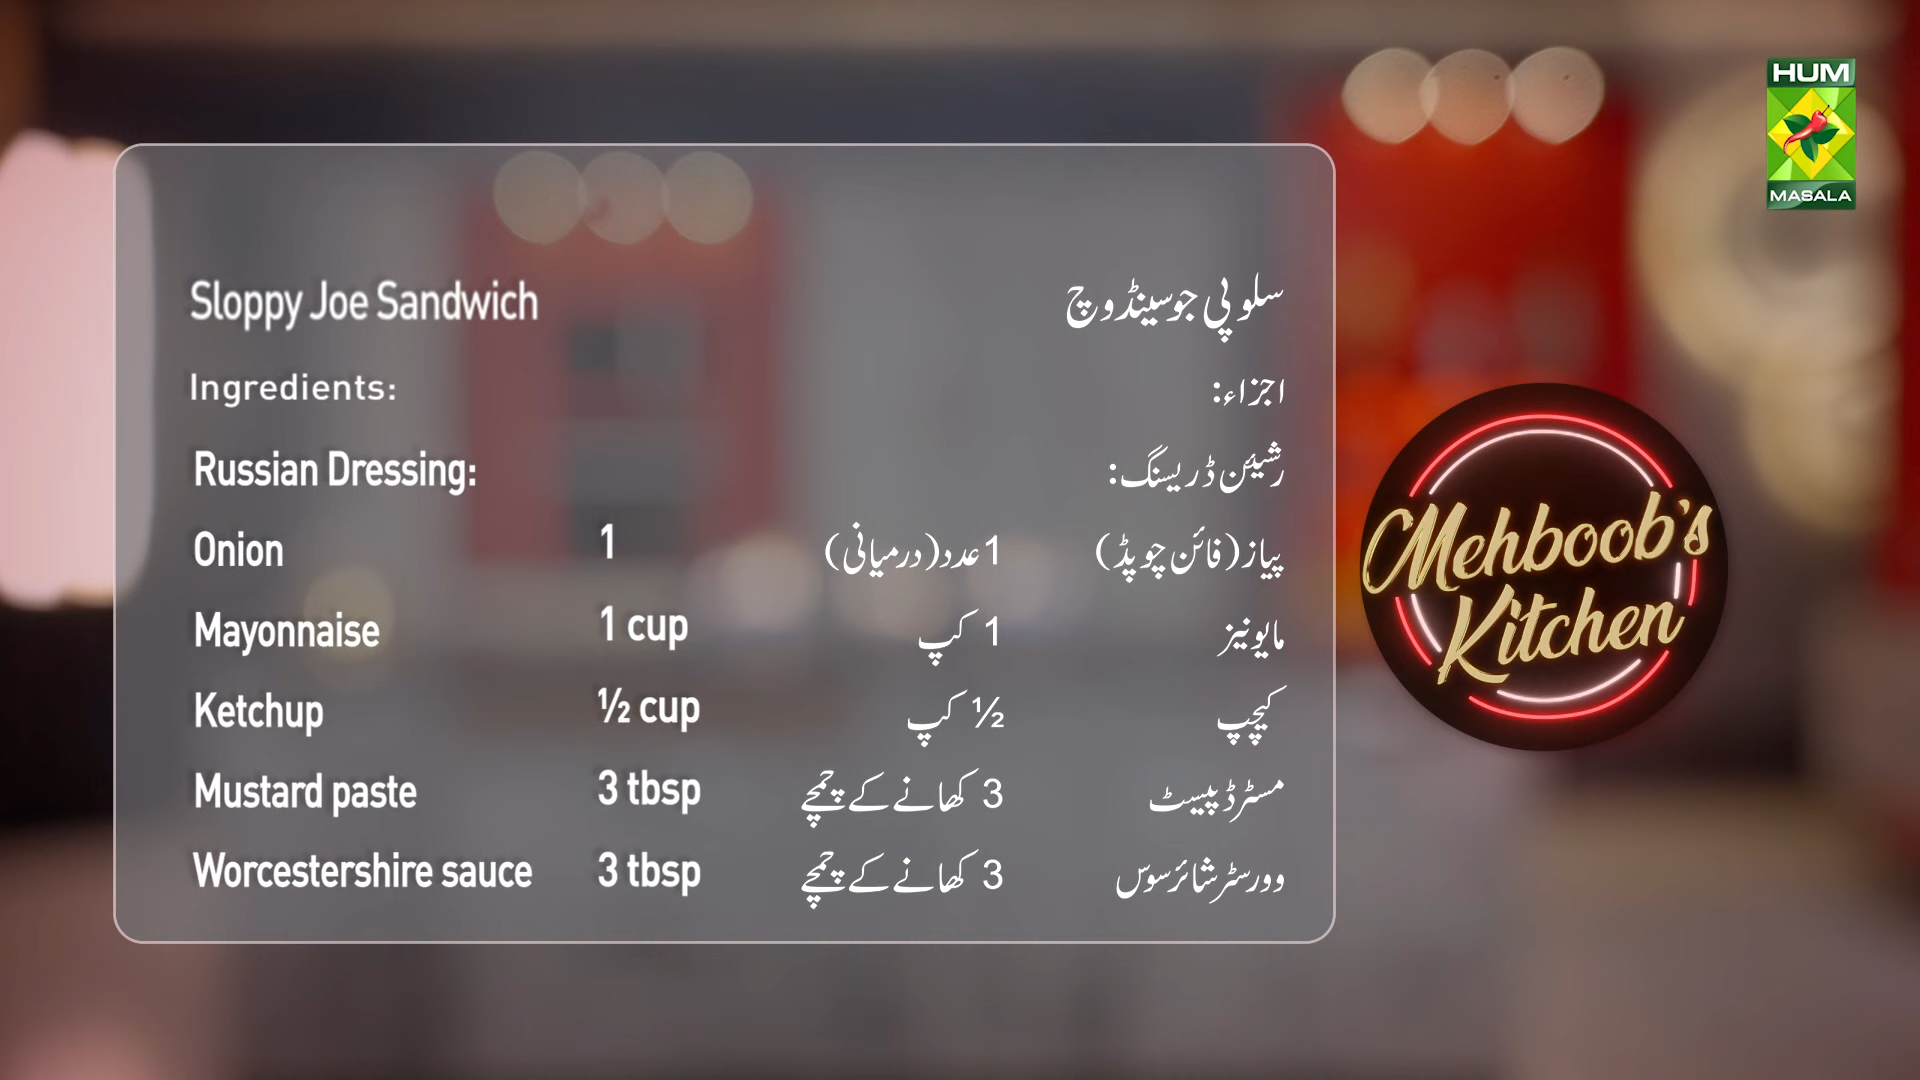 HUM
MASALA
Sloppy Joe Sandwich سلوپی جو سینڈوچ
Ingredients: اجزاء:
Russian Dressing: رشیئن ڈریسنگ:
Onion 1 پیاز (فائن چوپڈ) 1 عدد (درمیانی)
Mayonnaise 1 cup مایونیز 1 کپ
Ketchup ½ cup کیچپ ½ کپ
Mustard paste 3 tbsp مسٹرڈ پیسٹ 3 کھانے کے چمچے
Worcestershire sauce 3 tbsp وورسٹر شائر سوس 3 کھانے کے چمچے
Mehboob's
Kitchen